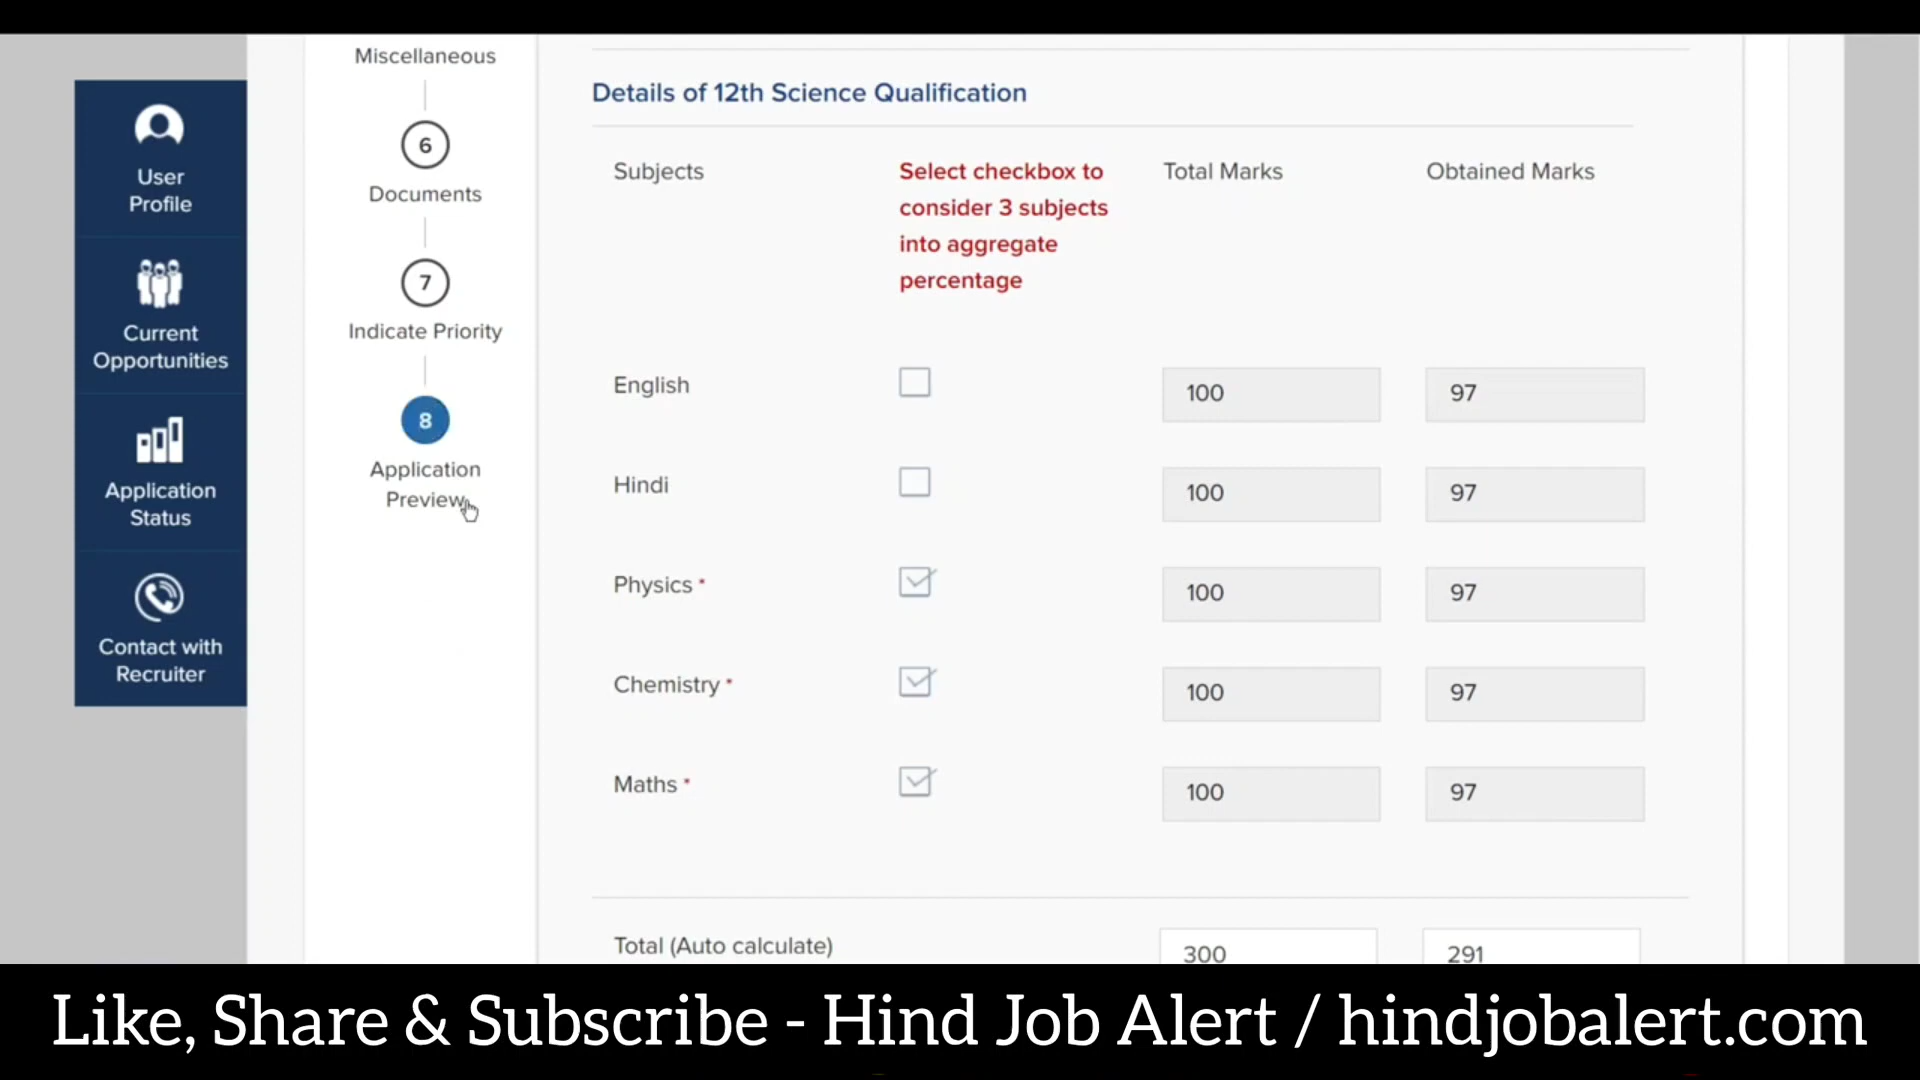 User
Profile
Current
Opportunities
Application
Status
Contact with
Recruiter
Miscellaneous
6
Documents
7
Indicate Priority
8
Application
Preview
Details of 12th Science Qualification
Subjects
Select checkbox to
consider 3 subjects
into aggregate
percentage
Total Marks
Obtained Marks
English 100 97
Hindi 100 97
Physics * 100 97
Chemistry * 100 97
Maths * 100 97
Total (Auto calculate) 300 291
Like, Share & Subscribe - Hind Job Alert / hindjobalert.com